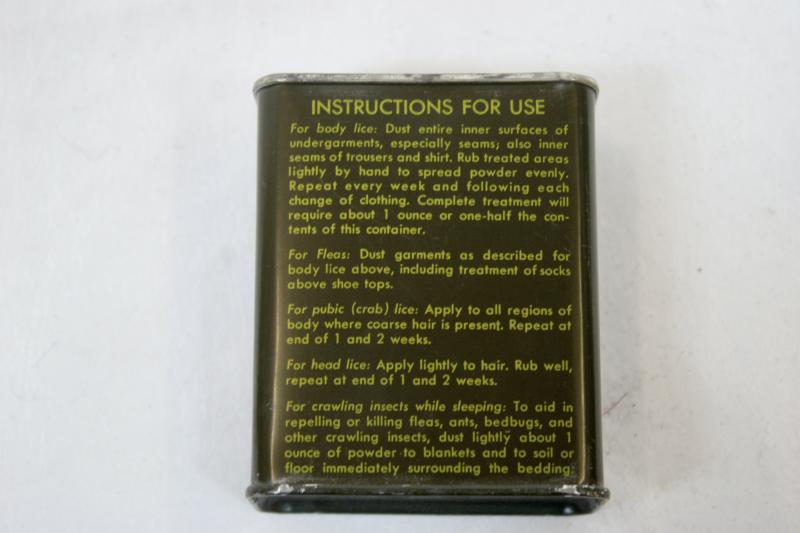 INSTRUCTIONS FOR USE
For body lice: Dust entire inner surfaces of
undergarments, especially seams; also inner
seams of trousers and shirt. Rub treated areas
lightly by hand to spread powder evenly.
Repeat every week and following each
change of clothing. Complete treatment will
require about 1 ounce or one-half the con-
tents of this container.
For Fleas: Dust garments as described for
body lice above, including treatment of socks
above shoe tops.
For pubic (crab) lice: Apply to all regions of
body where coarse hair is present. Repeat at
end of 1 and 2 weeks.
For head lice: Apply lightly to hair. Rub well,
repeat at end of 1 and 2 weeks.
For crawling insects while sleeping: To aid in
repelling or killing fleas, ants, bedbugs, and
other crawling insects, dust lightly about 1
ounce of powder to blankets and to soil or
floor immediately surrounding the bedding.